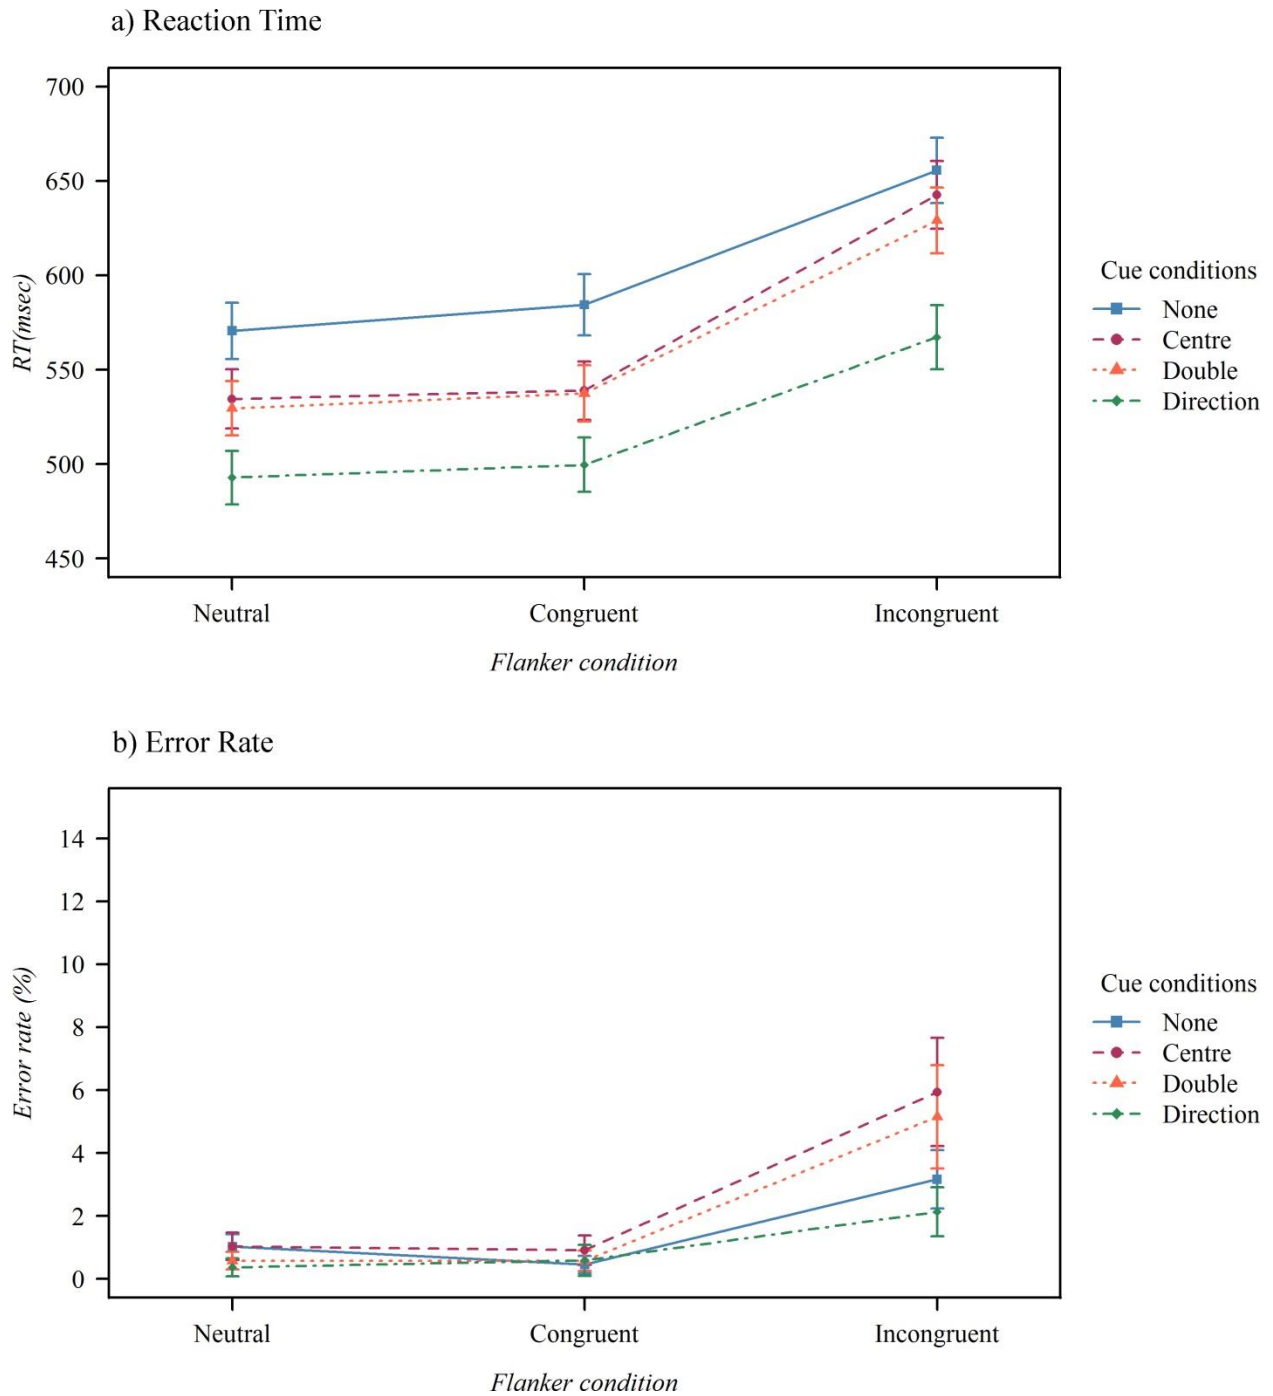 a) Reaction Time
700
650
600
550
500
450
RT(msec)
Neutral Congruent Incongruent
Flanker condition
Cue conditions
None
Centre
Double
Direction
b) Error Rate
14
12
10
8
6
4
2
0
Error rate (%)
Neutral Congruent Incongruent
Flanker condition
Cue conditions
None
Centre
Double
Direction